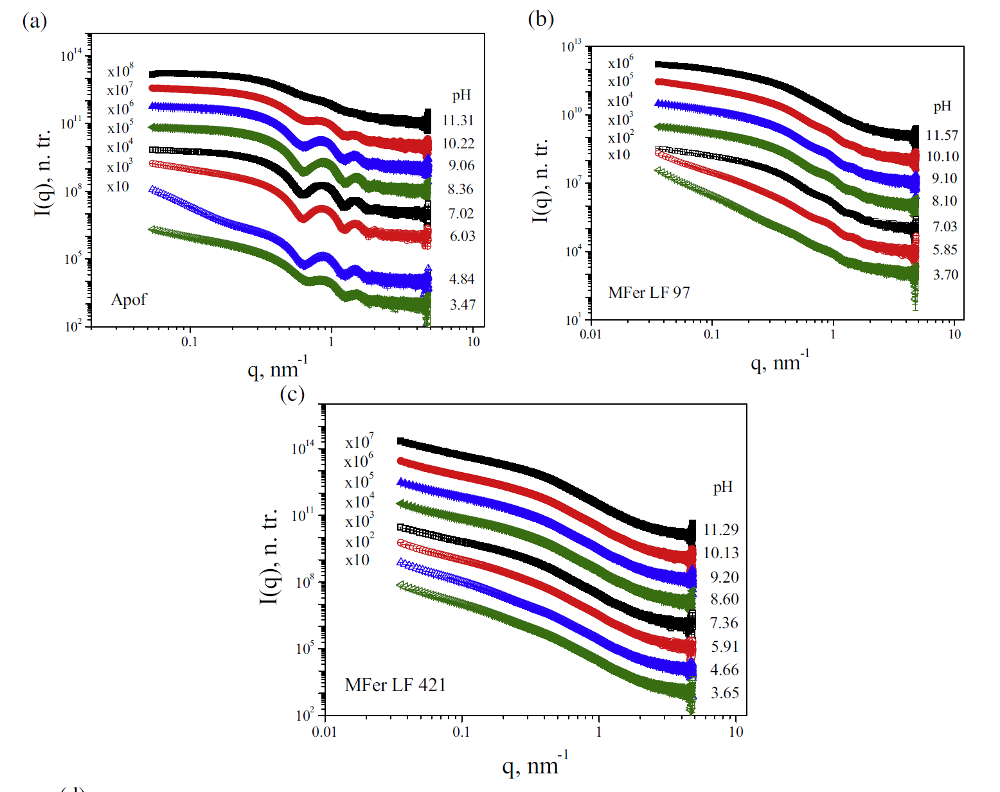 (a)
10^14
10^11
10^8
10^5
10^2
I(q), n. tr.
x10^8
x10^7
x10^6
x10^5
x10^4
x10^3
x10
pH
11.31
10.22
9.06
8.36
7.02
6.03
4.84
3.47
Apof
0.1 1 10
q, nm^-1
(b)
10^13
10^10
10^7
10^4
10^1
I(q), n. tr.
x10^6
x10^5
x10^4
x10^3
x10^2
x10
pH
11.57
10.10
9.10
8.10
7.03
5.85
3.70
MFer LF 97
0.01 0.1 1 10
q, nm^-1
(c)
10^14
10^11
10^8
10^5
10^2
I(q), n. tr.
x10^7
x10^6
x10^5
x10^4
x10^3
x10^2
x10
pH
11.29
10.13
9.20
8.60
7.36
5.91
4.66
3.65
MFer LF 421
0.01 0.1 1 10
q, nm^-1